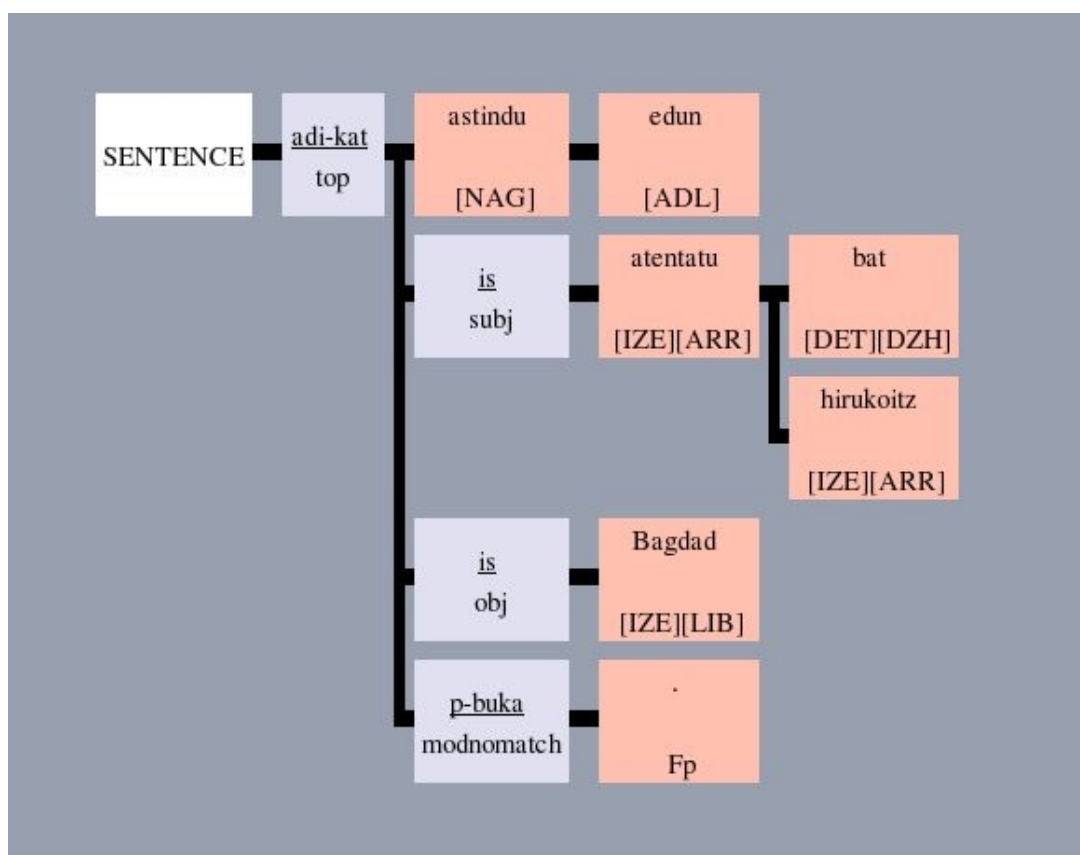 SENTENCE
adi-kat
top
astindu
[NAG]
edun
[ADL]
is
subj
atentatu
[IZE][ARR]
bat
[DET][DZH]
hirukoitz
[IZE][ARR]
is
obj
Bagdad
[IZE][LIB]
p-buka
modnomatch
.
Fp